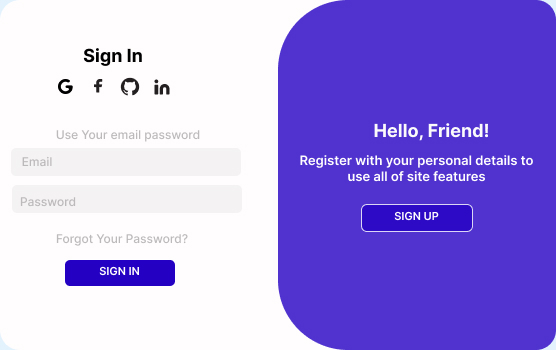 Sign In
Use Your email password
Email
Password
Forgot Your Password?
SIGN IN
Hello, Friend!
Register with your personal details to
use all of site features
SIGN UP